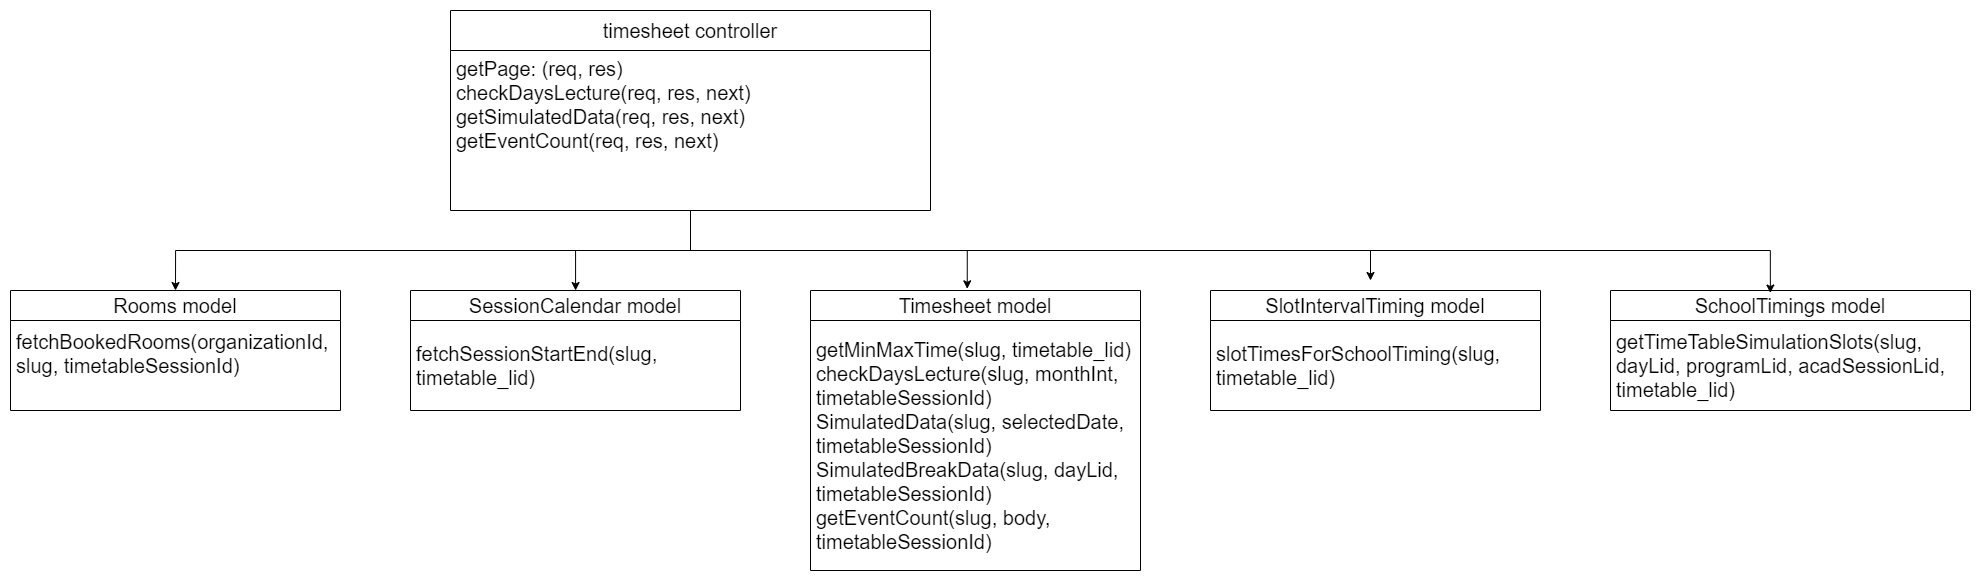 timesheet controller
getPage: (req, res)
checkDaysLecture(req, res, next)
getSimulatedData(req, res, next)
getEventCount(req, res, next)
Rooms model
fetchBookedRooms(organizationId,
slug, timetableSessionId)
SessionCalendar model
fetchSessionStartEnd(slug,
timetable_lid)
Timesheet model
getMinMaxTime(slug, timetable_lid)
checkDaysLecture(slug, monthInt,
timetableSessionId)
SimulatedData(slug, selectedDate,
timetableSessionId)
SimulatedBreakData(slug, dayLid,
timetableSessionId)
getEventCount(slug, body,
timetableSessionId)
SlotIntervalTiming model
slotTimesForSchoolTiming(slug,
timetable_lid)
SchoolTimings model
getTimeTableSimulationSlots(slug,
dayLid, programLid, acadSessionLid,
timetable_lid)